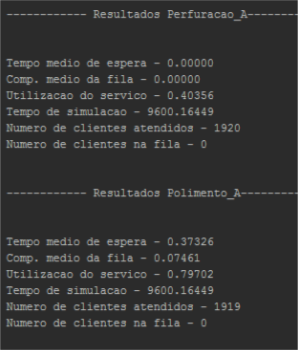 ------------ Resultados Perfuracao_A--------
Tempo medio de espera - 0.00000
Comp. medio da fila - 0.00000
Utilizacao do servico - 0.40356
Tempo de simulacao - 9600.16449
Numero de clientes atendidos - 1920
Numero de clientes na fila - 0
------------ Resultados Polimento_A---------
Tempo medio de espera - 0.37326
Comp. medio da fila - 0.07461
Utilizacao do servico - 0.79702
Tempo de simulacao - 9600.16449
Numero de clientes atendidos - 1919
Numero de clientes na fila - 0